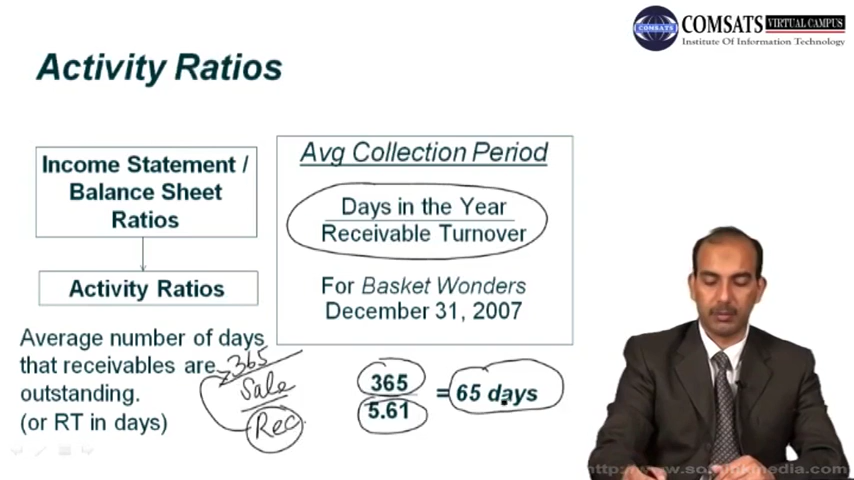 COMSATS VIRTUAL CAMPUS
Institute Of Information Technology
COMSATS
Activity Ratios
Income Statement /
Balance Sheet
Ratios
Activity Ratios
Avg Collection Period
Days in the Year
Receivable Turnover
For Basket Wonders
December 31, 2007
Average number of days
that receivables are
outstanding.
(or RT in days)
365
Sale
Rec
365
5.61
= 65 days